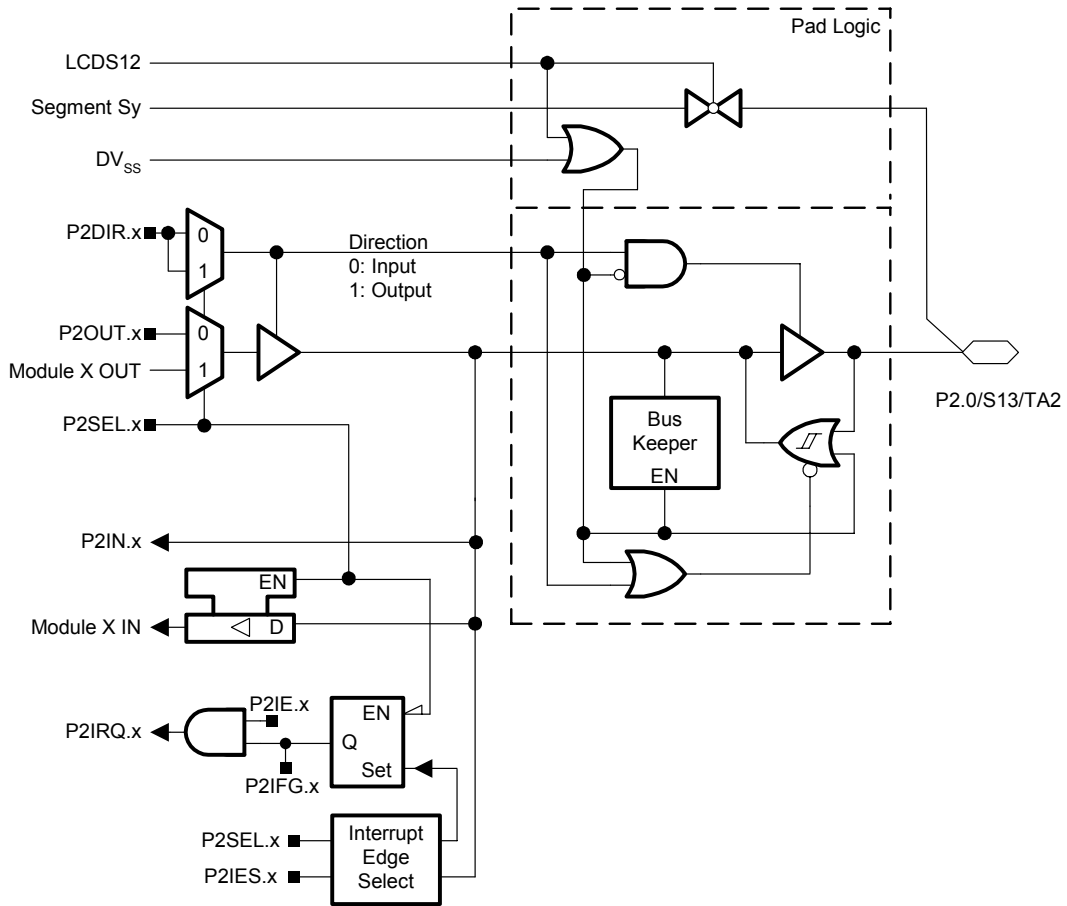 Pad Logic
LCDS12
Segment Sy
DVSS
P2DIR.x
0
1
Direction
0: Input
1: Output
P2OUT.x
0
Module X OUT
1
P2SEL.x
P2.0/S13/TA2
Bus
Keeper
EN
P2IN.x
EN
Module X IN
D
P2IE.x
EN
P2IRQ.x
Q
Set
P2IFG.x
P2SEL.x
Interrupt
Edge
Select
P2IES.x